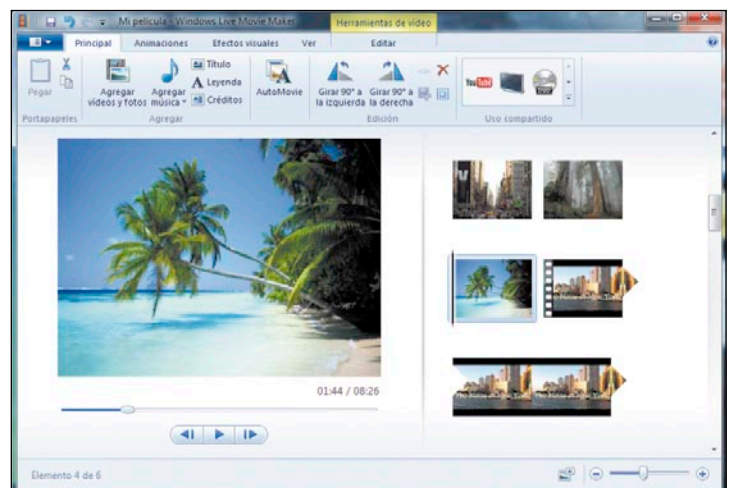 Mi película - Windows Live Movie Maker
Herramientas de vídeo
Principal Animaciones Efectos visuales Ver Editar
Pegar
Agregar vídeos y fotos
Agregar música
Título
Leyenda
Créditos
AutoMovie
Girar 90° a la izquierda
Girar 90° a la derecha
YouTube
DVD
Portapapeles Agregar Edición Uso compartido
01:44 / 08:26
Elemento 4 de 6